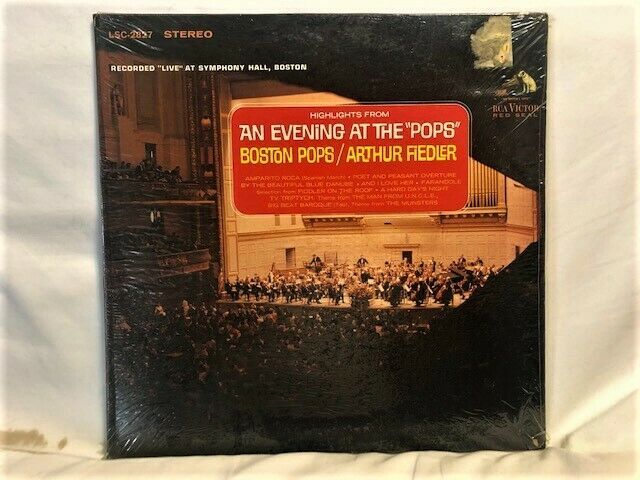 LSC-2827 STEREO
RECORDED "LIVE" AT SYMPHONY HALL, BOSTON
RCA VICTOR
RED SEAL
HIGHLIGHTS FROM
AN EVENING AT THE "POPS"
BOSTON POPS/ARTHUR FIEDLER
AMPARITO ROCA (Spanish March) • POET AND PEASANT OVERTURE
BY THE BEAUTIFUL BLUE DANUBE • AND I LOVE HER • FARANDOLE
Selection from FIDDLER ON THE ROOF • A HARD DAY'S NIGHT
TV TRIPTYCH: Theme from THE MAN FROM U.N.C.L.E.,
BIG BEAT BAROQUE (Tag), Theme from THE MUNSTERS